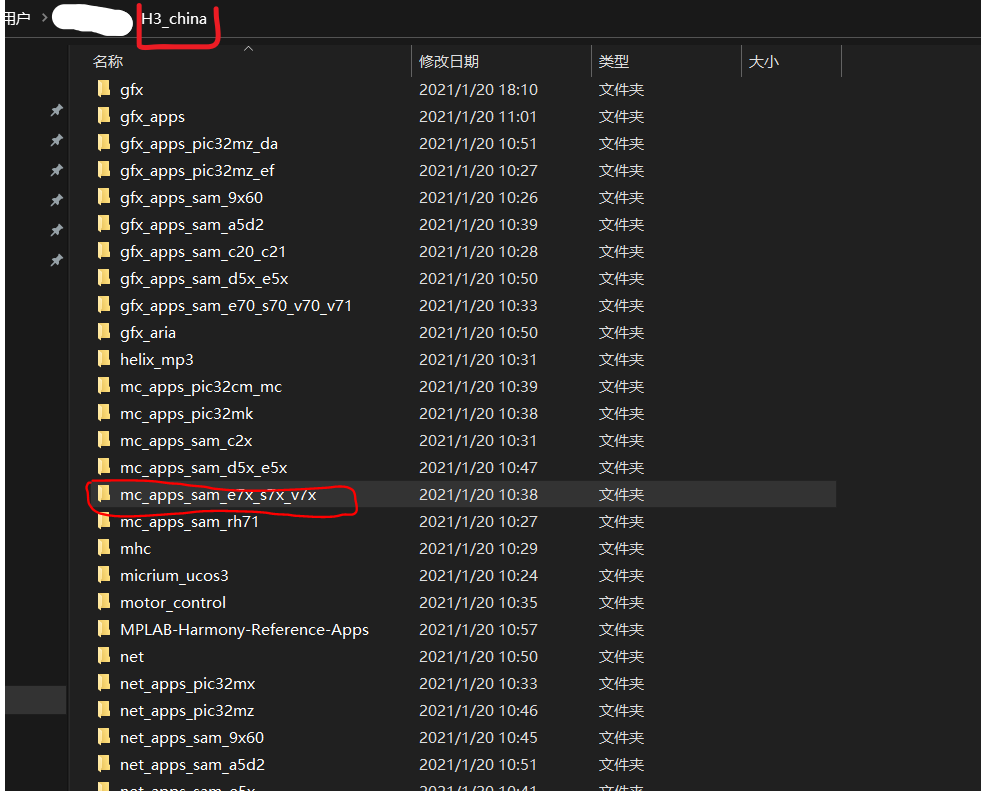 用户 > H3_china
名称 修改日期 类型 大小
gfx 2021/1/20 18:10 文件夹
gfx_apps 2021/1/20 11:01 文件夹
gfx_apps_pic32mz_da 2021/1/20 10:51 文件夹
gfx_apps_pic32mz_ef 2021/1/20 10:27 文件夹
gfx_apps_sam_9x60 2021/1/20 10:26 文件夹
gfx_apps_sam_a5d2 2021/1/20 10:39 文件夹
gfx_apps_sam_c20_c21 2021/1/20 10:28 文件夹
gfx_apps_sam_d5x_e5x 2021/1/20 10:50 文件夹
gfx_apps_sam_e70_s70_v70_v71 2021/1/20 10:33 文件夹
gfx_aria 2021/1/20 10:50 文件夹
helix_mp3 2021/1/20 10:31 文件夹
mc_apps_pic32cm_mc 2021/1/20 10:39 文件夹
mc_apps_pic32mk 2021/1/20 10:38 文件夹
mc_apps_sam_c2x 2021/1/20 10:31 文件夹
mc_apps_sam_d5x_e5x 2021/1/20 10:47 文件夹
mc_apps_sam_e7x_s7x_v7x 2021/1/20 10:38 文件夹
mc_apps_sam_rh71 2021/1/20 10:27 文件夹
mhc 2021/1/20 10:29 文件夹
micrium_ucos3 2021/1/20 10:24 文件夹
motor_control 2021/1/20 10:35 文件夹
MPLAB-Harmony-Reference-Apps 2021/1/20 10:57 文件夹
net 2021/1/20 10:50 文件夹
net_apps_pic32mx 2021/1/20 10:33 文件夹
net_apps_pic32mz 2021/1/20 10:46 文件夹
net_apps_sam_9x60 2021/1/20 10:45 文件夹
net_apps_sam_a5d2 2021/1/20 10:51 文件夹